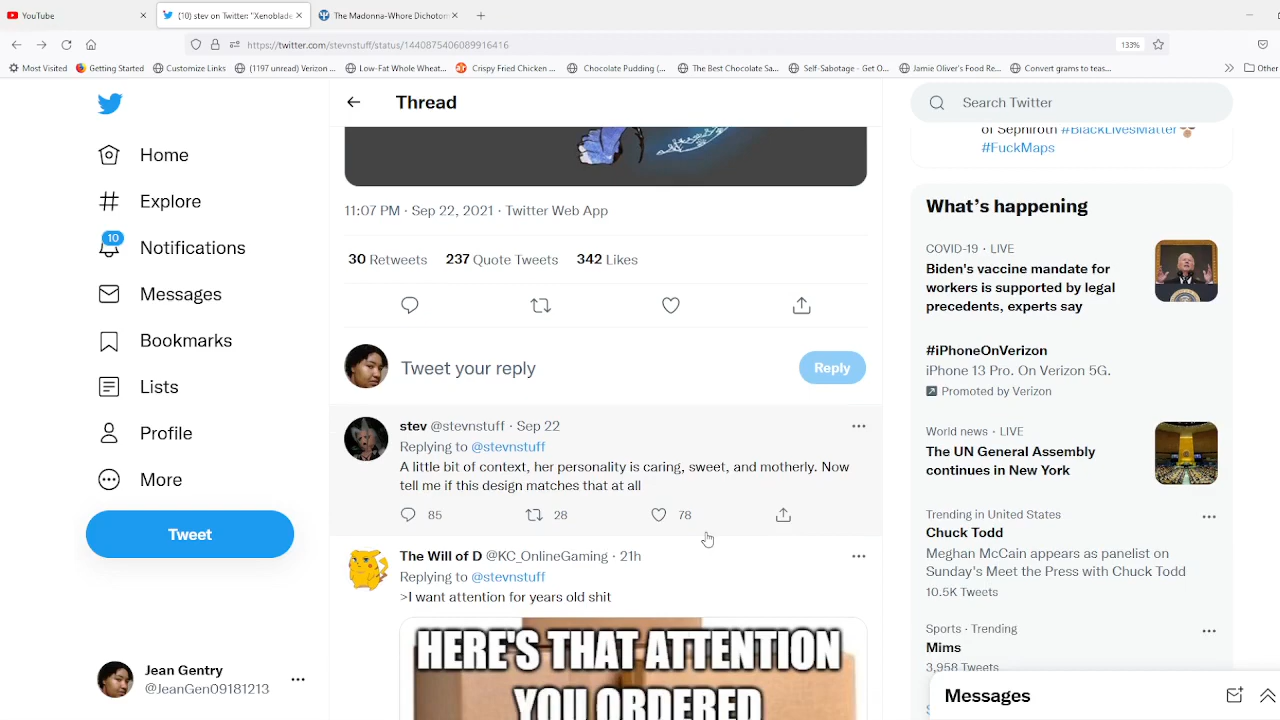 YouTube
(10) stev on Twitter: "Xenoblade
The Madonna-Whore Dichotom
https://twitter.com/stevnstuff/status/1440875406089916416
133%
Most Visited
Getting Started
Customize Links
(1197 unread) Verizon ...
Low-Fat Whole Wheat...
Crispy Fried Chicken ...
Chocolate Pudding (...
The Best Chocolate Sa...
Self-Sabotage - Get O...
Jamie Oliver's Food Re...
Convert grams to teas...
Other
Home
Explore
10
Notifications
Messages
Bookmarks
Lists
Profile
More
Tweet
Jean Gentry
@JeanGen09181213
Thread
11:07 PM · Sep 22, 2021 · Twitter Web App
30 Retweets 237 Quote Tweets 342 Likes
Tweet your reply
Reply
stev @stevnstuff · Sep 22
Replying to @stevnstuff
A little bit of context, her personality is caring, sweet, and motherly. Now
tell me if this design matches that at all
85 28 78
The Will of D @KC_OnlineGaming · 21h
Replying to @stevnstuff
>I want attention for years old shit
HERE'S THAT ATTENTION
YOU ORDERED
Search Twitter
of Sephiroth #BlackLivesMatter
#FuckMaps
What's happening
COVID-19 · LIVE
Biden's vaccine mandate for
workers is supported by legal
precedents, experts say
#iPhoneOnVerizon
iPhone 13 Pro. On Verizon 5G.
Promoted by Verizon
World news · LIVE
The UN General Assembly
continues in New York
Trending in United States
Chuck Todd
Meghan McCain appears as panelist on
Sunday's Meet the Press with Chuck Todd
10.5K Tweets
Sports · Trending
Mims
3,958 Tweets
Messages